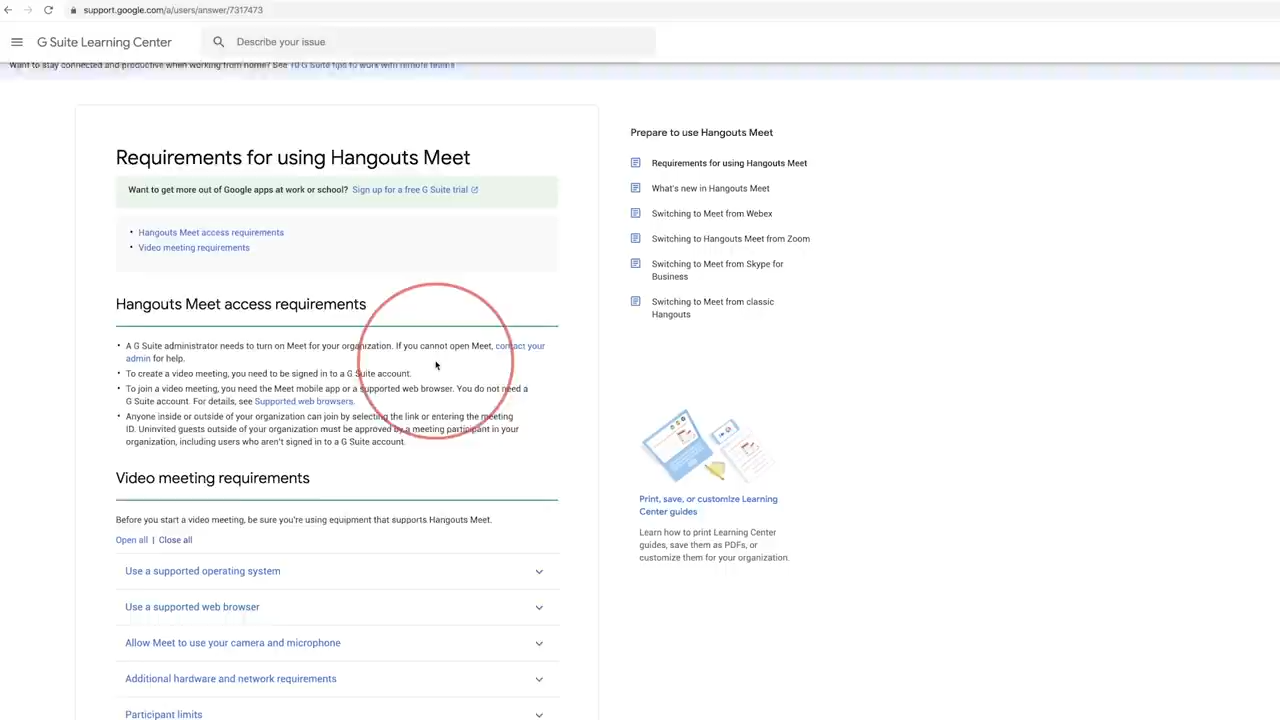 support.google.com/a/users/answer/7317473
G Suite Learning Center
Describe your issue
Want to stay connected and productive when working from home? See 10 G Suite tips to work with remote teams
Requirements for using Hangouts Meet
Want to get more out of Google apps at work or school? Sign up for a free G Suite trial
• Hangouts Meet access requirements
• Video meeting requirements
Hangouts Meet access requirements
• A G Suite administrator needs to turn on Meet for your organization. If you cannot open Meet, contact your
admin for help.
• To create a video meeting, you need to be signed in to a G Suite account.
• To join a video meeting, you need the Meet mobile app or a supported web browser. You do not need a
G Suite account. For details, see Supported web browsers.
• Anyone inside or outside of your organization can join by selecting the link or entering the meeting
ID. Uninvited guests outside of your organization must be approved by a meeting participant in your
organization, including users who aren't signed in to a G Suite account.
Video meeting requirements
Before you start a video meeting, be sure you're using equipment that supports Hangouts Meet.
Open all | Close all
Use a supported operating system
Use a supported web browser
Allow Meet to use your camera and microphone
Additional hardware and network requirements
Participant limits
Prepare to use Hangouts Meet
Requirements for using Hangouts Meet
What's new in Hangouts Meet
Switching to Meet from Webex
Switching to Hangouts Meet from Zoom
Switching to Meet from Skype for
Business
Switching to Meet from classic
Hangouts
Print, save, or customize Learning
Center guides
Learn how to print Learning Center
guides, save them as PDFs, or
customize them for your organization.